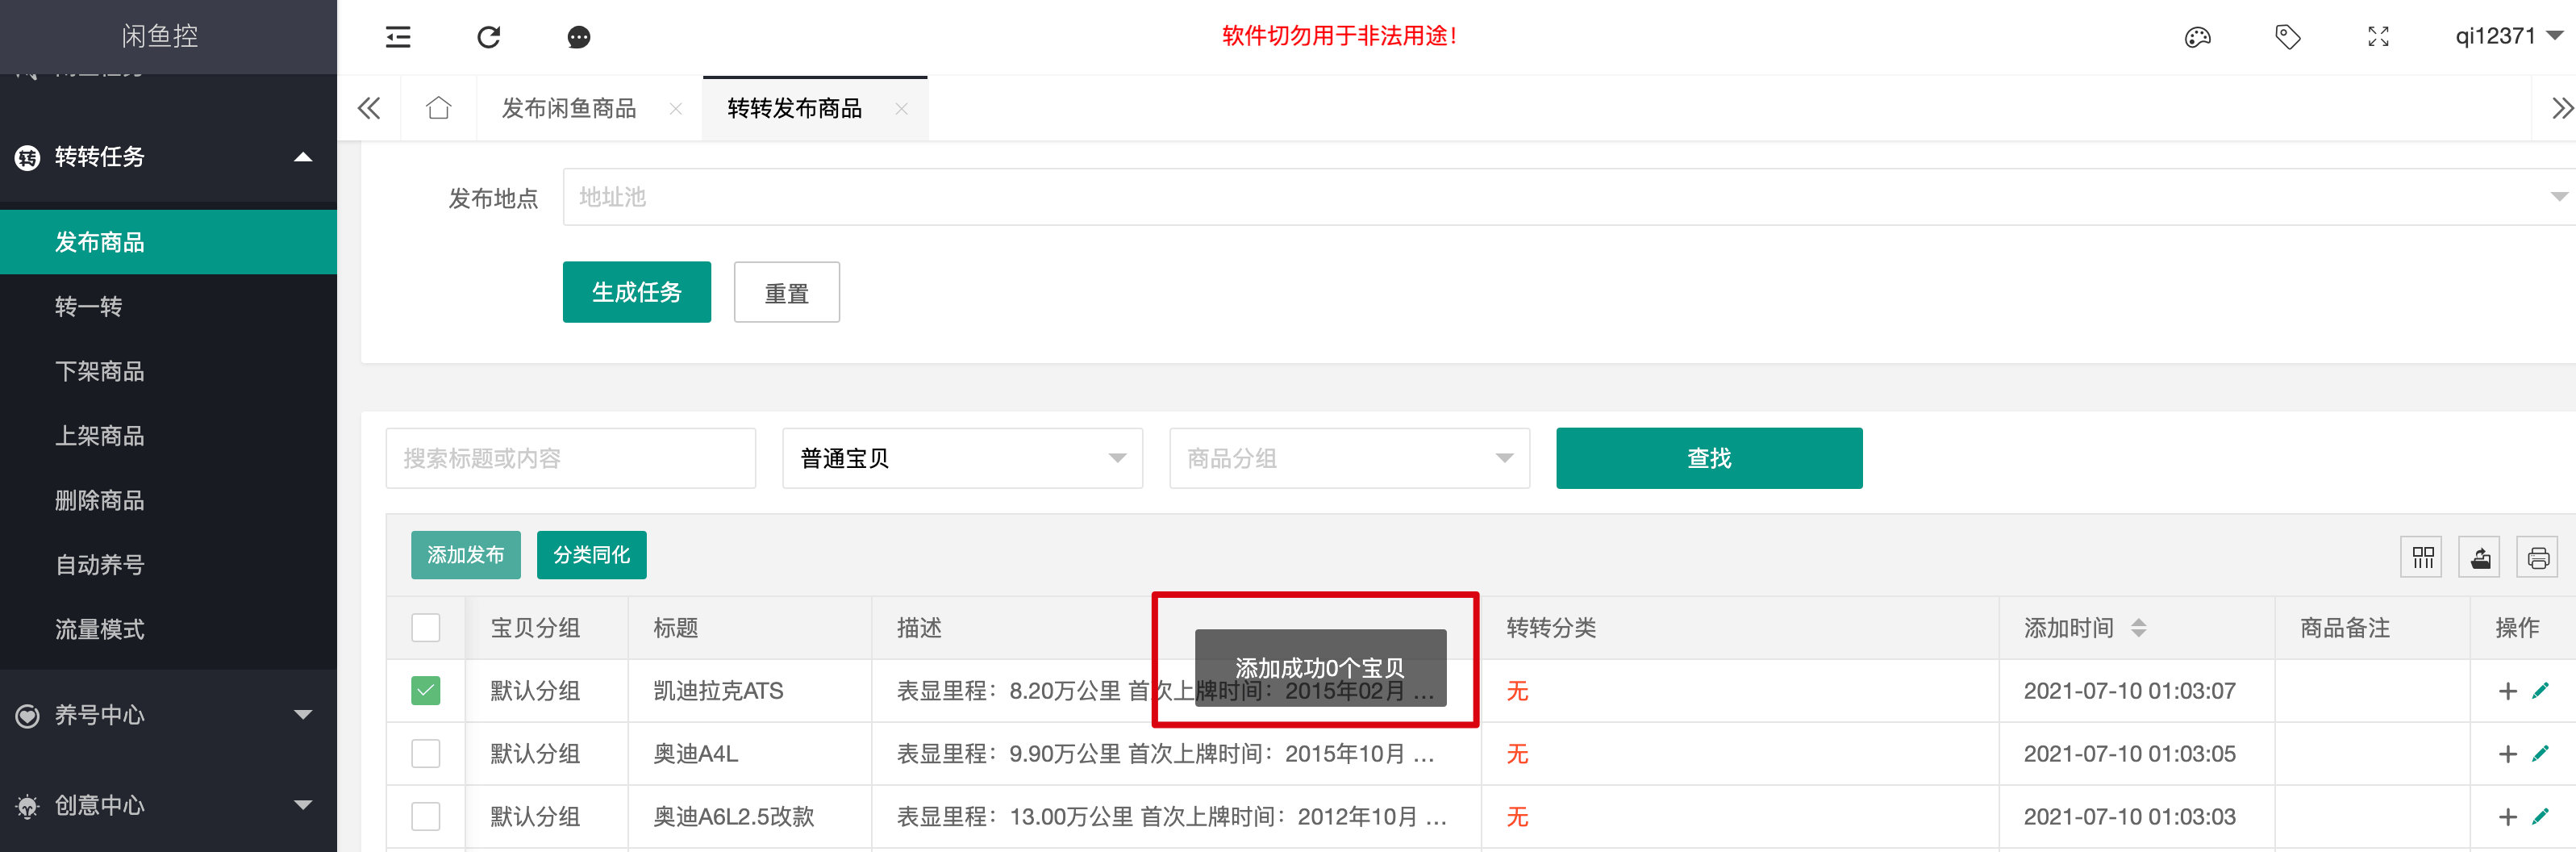 闲鱼控
软件切勿用于非法用途！
qi12371
发布闲鱼商品
转转发布商品
转转任务
发布商品
转一转
下架商品
上架商品
删除商品
自动养号
流量模式
养号中心
创意中心
发布地点
地址池
生成任务
重置
搜索标题或内容
普通宝贝
商品分组
查找
添加发布
分类同化
宝贝分组 标题 描述 转转分类 添加时间 商品备注 操作
添加成功0个宝贝
默认分组 凯迪拉克ATS 表显里程：8.20万公里 首次上牌时间：2015年02月 ... 无 2021-07-10 01:03:07
默认分组 奥迪A4L 表显里程：9.90万公里 首次上牌时间：2015年10月 ... 无 2021-07-10 01:03:05
默认分组 奥迪A6L2.5改款 表显里程：13.00万公里 首次上牌时间：2012年10月 ... 无 2021-07-10 01:03:03